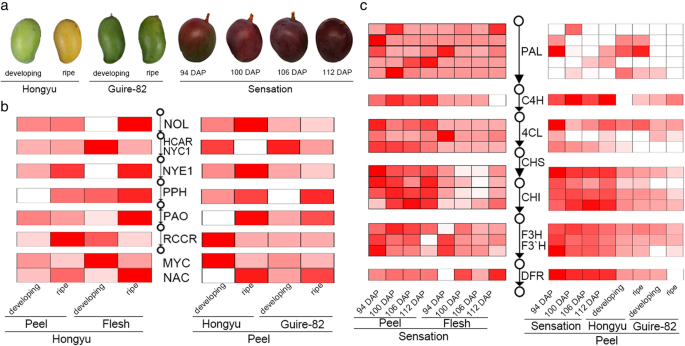 a
developing
ripe
developing
ripe
94 DAP
100 DAP
106 DAP
112 DAP
Hongyu
Guire-82
Sensation
b
NOL
HCAR
NYC1
NYE1
PPH
PAO
RCCR
MYC
NAC
developing
ripe
developing
ripe
Peel
Flesh
Hongyu
developing
ripe
developing
ripe
Hongyu
Guire-82
Peel
c
PAL
C4H
4CL
CHS
CHI
F3H
F3`H
DFR
94 DAP
100 DAP
106 DAP
112 DAP
94 DAP
100 DAP
106 DAP
112 DAP
Peel
Flesh
Sensation
94 DAP
100 DAP
106 DAP
112 DAP
developing
ripe
developing
ripe
Sensation
Hongyu
Guire-82
Peel